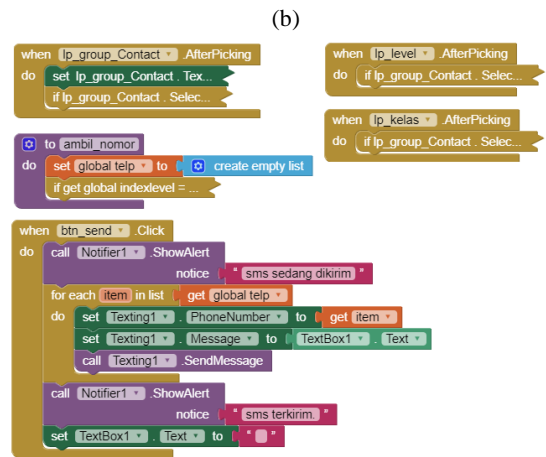 (b)
when lp_group_Contact .AfterPicking
do set lp_group_Contact . Tex...
if lp_group_Contact . Selec...
when lp_level .AfterPicking
do if lp_group_Contact . Selec...
when lp_kelas .AfterPicking
do if lp_group_Contact . Selec...
to ambil_nomor
do set global telp to create empty list
if get global indexlevel = ...
when btn_send .Click
do call Notifier1 .ShowAlert
notice " sms sedang dikirim "
for each item in list get global telp
do set Texting1 . PhoneNumber to get item
set Texting1 . Message to TextBox1 . Text
call Texting1 .SendMessage
call Notifier1 .ShowAlert
notice " sms terkirim. "
set TextBox1 . Text to " "